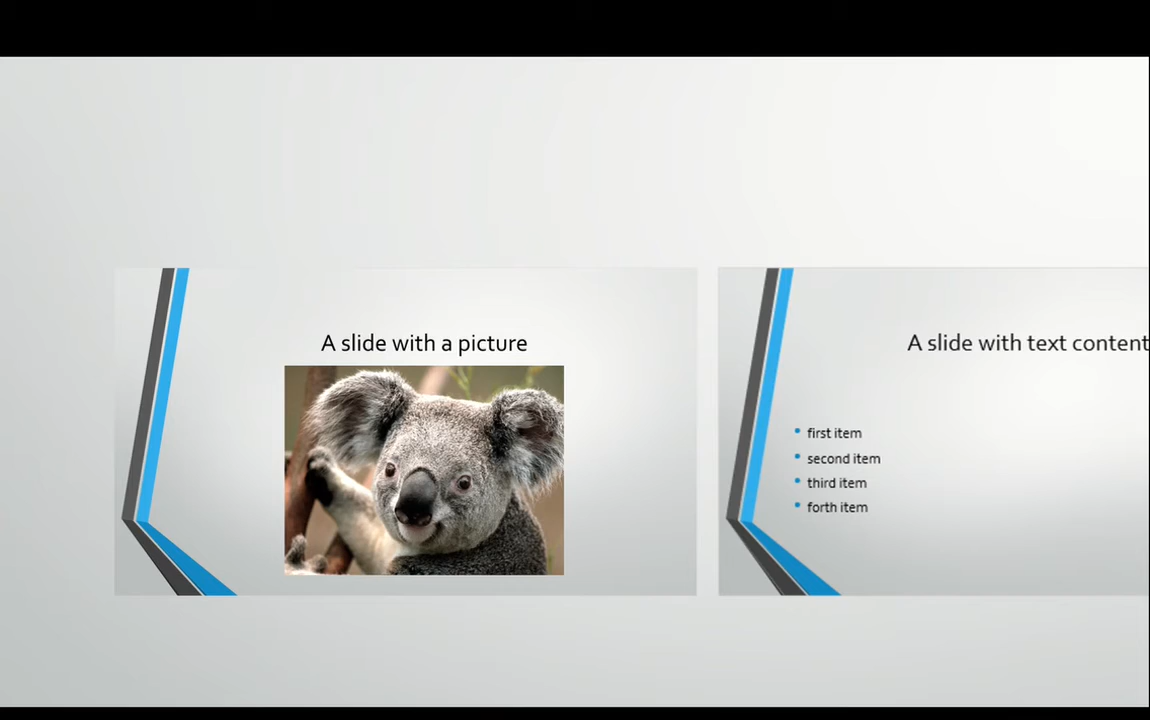 A slide with a picture
A slide with text content
first item
second item
third item
forth item